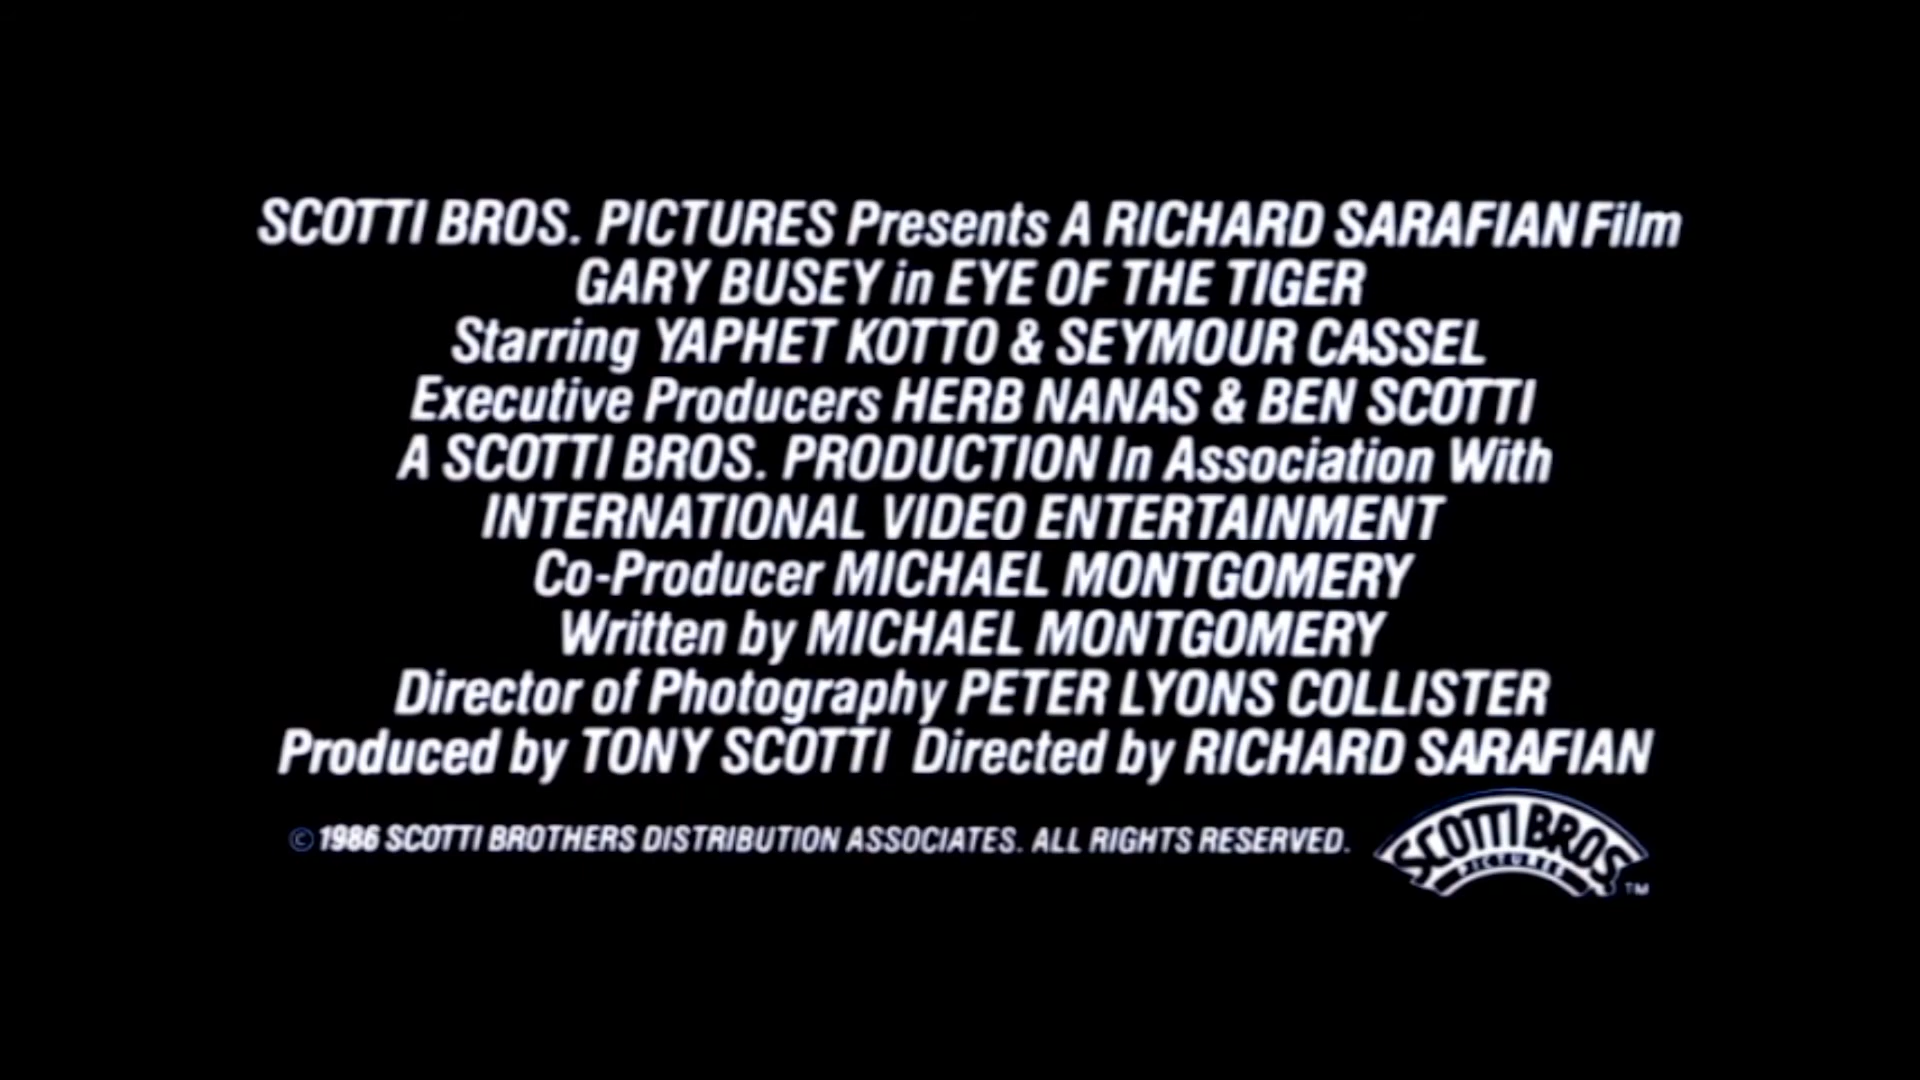 SCOTTI BROS. PICTURES Presents A RICHARD SARAFIAN Film
GARY BUSEY in EYE OF THE TIGER
Starring YAPHET KOTTO & SEYMOUR CASSEL
Executive Producers HERB NANAS & BEN SCOTTI
A SCOTTI BROS. PRODUCTION In Association With
INTERNATIONAL VIDEO ENTERTAINMENT
Co-Producer MICHAEL MONTGOMERY
Written by MICHAEL MONTGOMERY
Director of Photography PETER LYONS COLLISTER
Produced by TONY SCOTTI Directed by RICHARD SARAFIAN
© 1986 SCOTTI BROTHERS DISTRIBUTION ASSOCIATES. ALL RIGHTS RESERVED.
SCOTTI BROS
PICTURES
TM